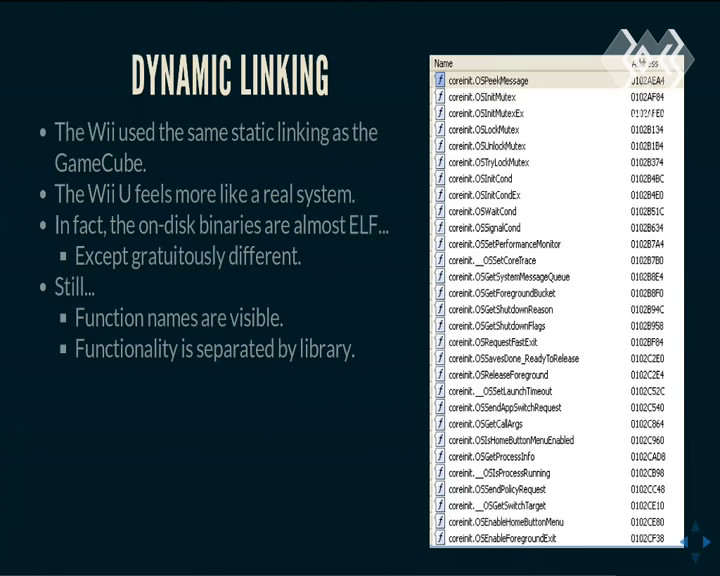 DYNAMIC LINKING
The Wii used the same static linking as the
GameCube.
The Wii U feels more like a real system.
In fact, the on-disk binaries are almost ELF...
Except gratuitously different.
Still...
Function names are visible.
Functionality is separated by library.
Name Address
coreinit.OSPeekMessage 0102AEA4
coreinit.OSInitMutex 0102AF84
coreinit.OSInitMutexEx 0102AFE0
coreinit.OSLockMutex 0102B134
coreinit.OSUnlockMutex 0102B1B4
coreinit.OSTryLockMutex 0102B374
coreinit.OSInitCond 0102B4BC
coreinit.OSInitCondEx 0102B4E0
coreinit.OSWaitCond 0102B51C
coreinit.OSSignalCond 0102B634
coreinit.OSSetPerformanceMonitor 0102B7A4
coreinit.__OSSetCoreTrace 0102B7B0
coreinit.OSGetSystemMessageQueue 0102B8E4
coreinit.OSGetForegroundBucket 0102B8F0
coreinit.OSGetShutdownReason 0102B94C
coreinit.OSGetShutdownFlags 0102B958
coreinit.OSRequestFastExit 0102BF84
coreinit.OSSavesDone_ReadyToRelease 0102C2E0
coreinit.OSReleaseForeground 0102C2E4
coreinit.__OSSetLaunchTimeout 0102C52C
coreinit.OSSendAppSwitchRequest 0102C540
coreinit.OSGetCallArgs 0102C864
coreinit.OSIsHomeButtonMenuEnabled 0102C960
coreinit.OSGetProcessInfo 0102CAD8
coreinit.__OSIsProcessRunning 0102CB98
coreinit.OSSendPolicyRequest 0102CC48
coreinit.__OSGetSwitchTarget 0102CE10
coreinit.OSEnableHomeButtonMenu 0102CE80
coreinit.OSEnableForegroundExit 0102CF38